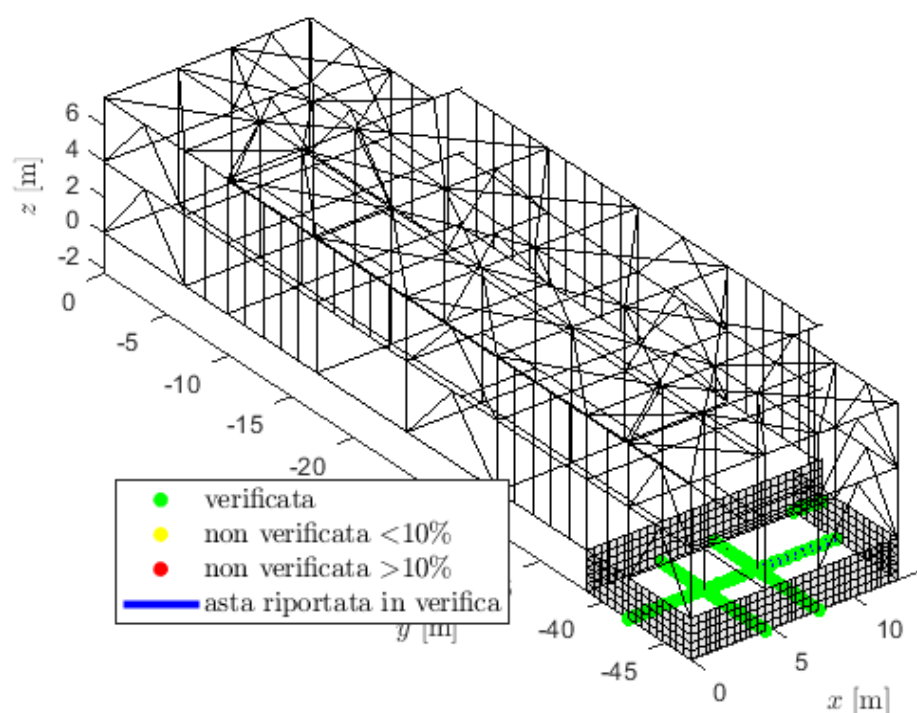 6
4
2
0
-2
z [m]
0
-5
-10
-15
-20
verificata
non verificata <10%
non verificata >10%
asta riportata in verifica
y [m]
-40
-45
0
5
10
x [m]